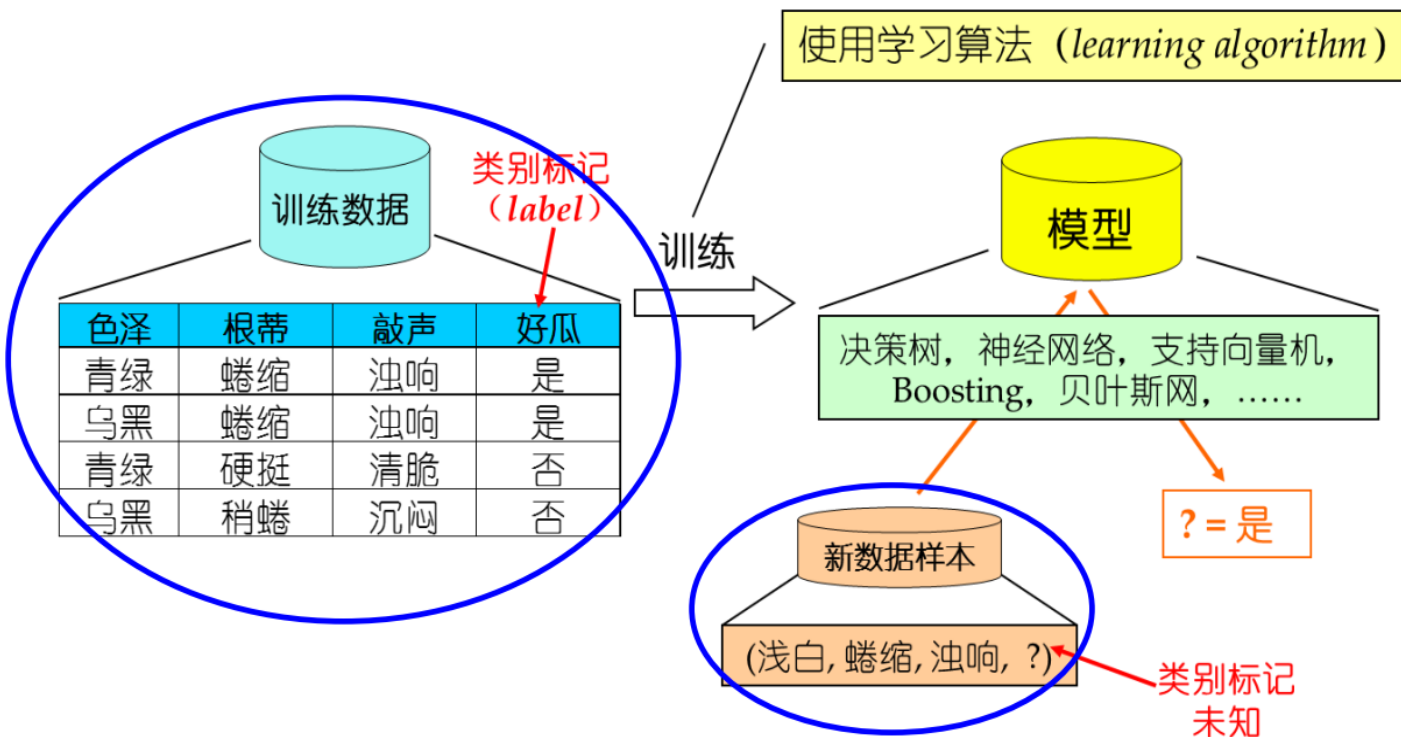 使用学习算法（learning algorithm）
训练数据
类别标记
（label）
训练
模型
色泽 根蒂 敲声 好瓜
青绿 蜷缩 浊响 是
乌黑 蜷缩 浊响 是
青绿 硬挺 清脆 否
乌黑 稍蜷 沉闷 否
决策树，神经网络，支持向量机，
Boosting，贝叶斯网，……
? = 是
新数据样本
(浅白, 蜷缩, 浊响, ?)
类别标记
未知